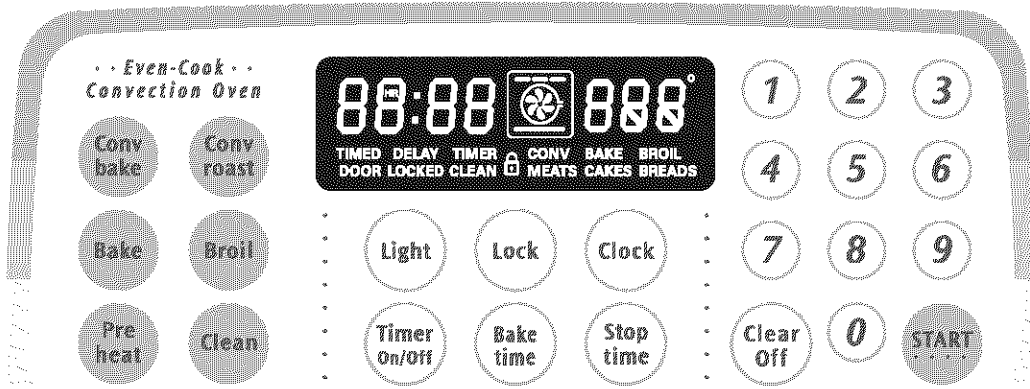 · · Even-Cook · ·
Convection Oven
Conv
bake
Conv
roast
Bake
Broil
Pre
heat
Clean
88:88
HR
888°
TIMED DELAY TIMER CONV BAKE BROIL
DOOR LOCKED CLEAN MEATS CAKES BREADS
Light
Lock
Clock
Timer
On/Off
Bake
time
Stop
time
1
2
3
4
5
6
7
8
9
Clear
Off
0
START